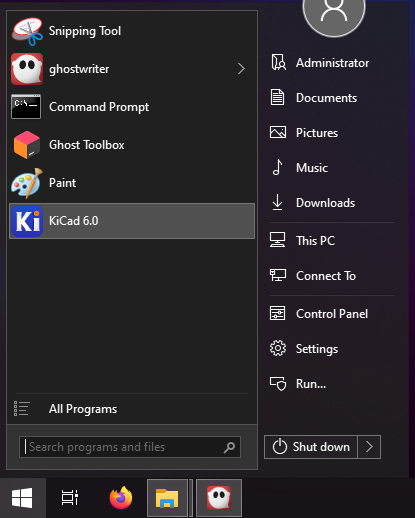 Snipping Tool
ghostwriter
C:\_
Command Prompt
Ghost Toolbox
Paint
Ki
KiCad 6.0
All Programs
Search programs and files
Administrator
Documents
Pictures
Music
Downloads
This PC
Connect To
Control Panel
Settings
Run...
Shut down